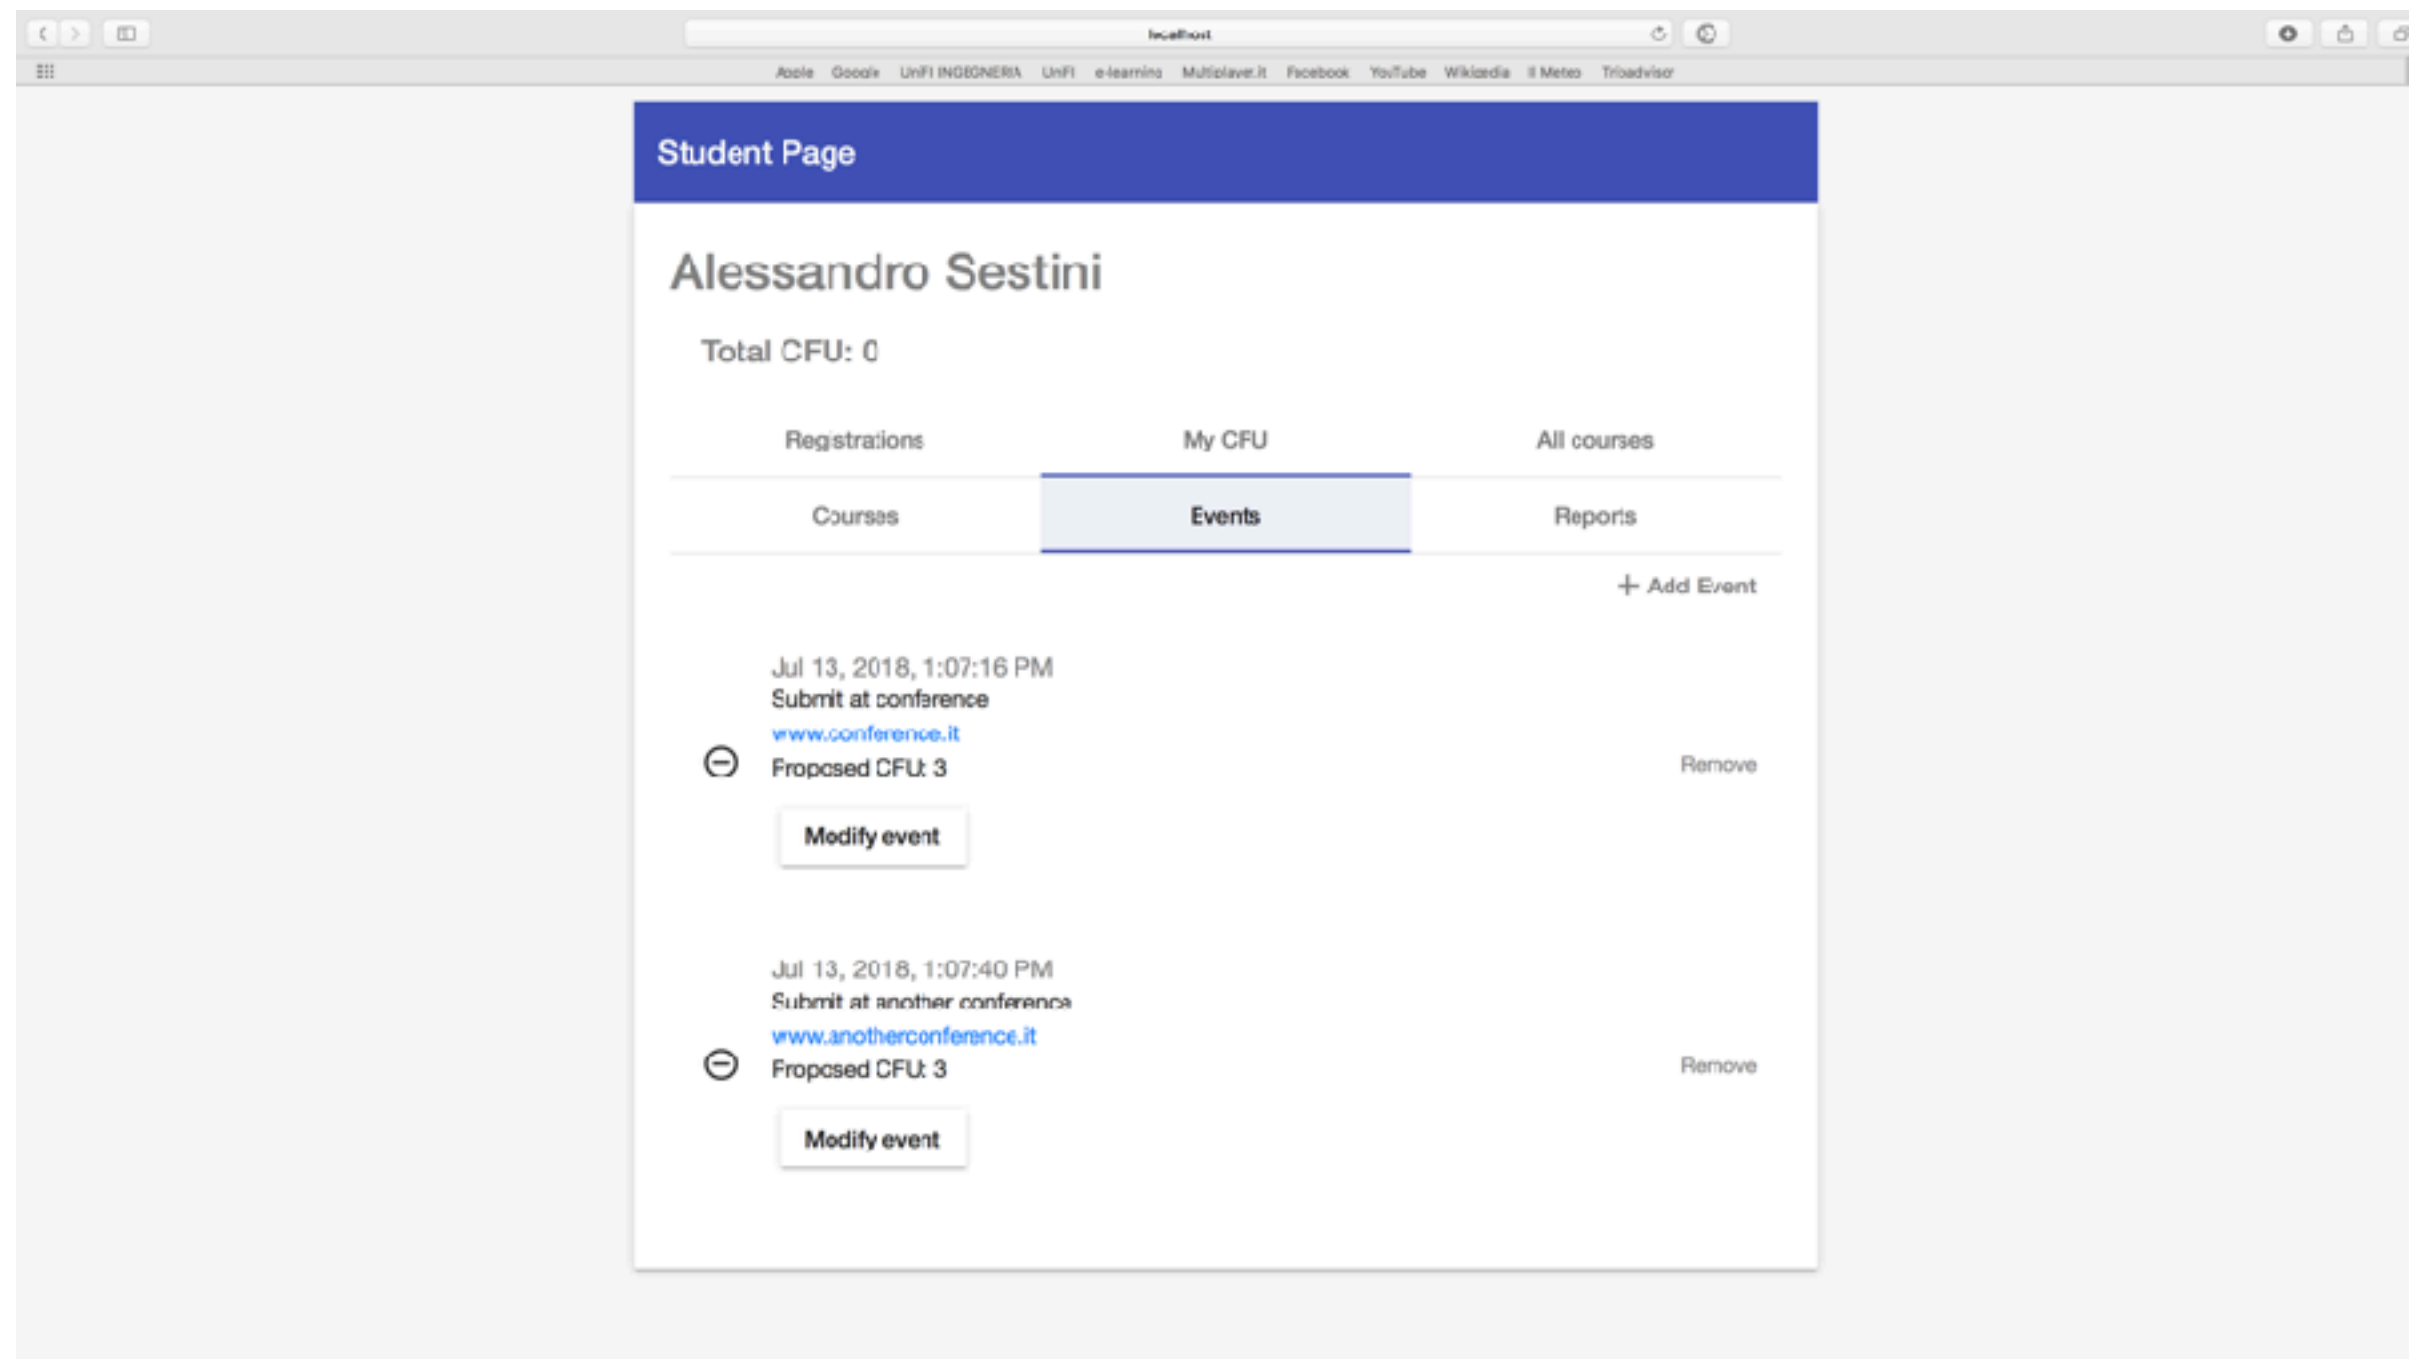 localhost
Apple Google UniFI INGEGNERIA UniFI e-learning Multiplayer.it Facebook YouTube Wikipedia Il Meteo Tripadvisor
Student Page
Alessandro Sestini
Total CFU: 0
Registrations My CFU All courses
Courses Events Reports
+ Add Event
Jul 13, 2018, 1:07:16 PM
Submit at conference
www.conference.it
Proposed CFU: 3
Remove
Modify event
Jul 13, 2018, 1:07:40 PM
Submit at another conference
www.anotherconference.it
Proposed CFU: 3
Remove
Modify event